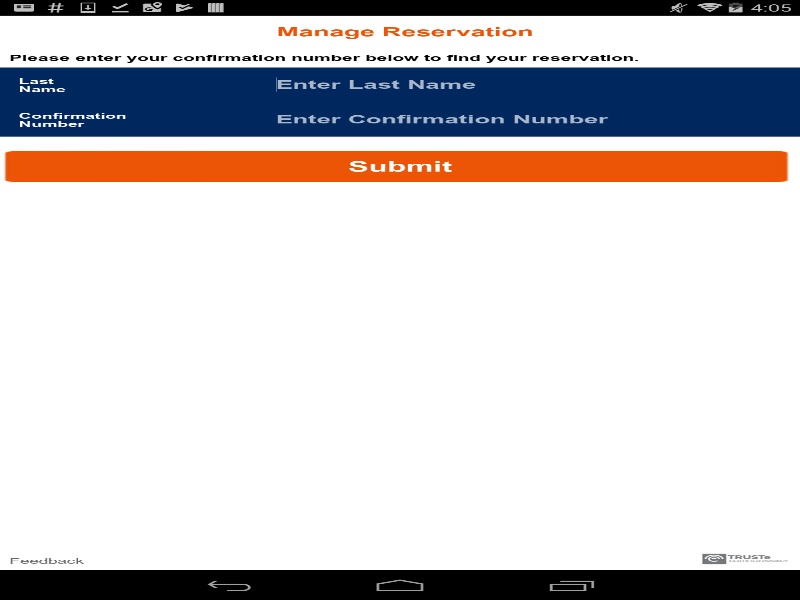 4:05
Manage Reservation
Please enter your confirmation number below to find your reservation.
Last
Name
Enter Last Name
Confirmation
Number
Enter Confirmation Number
Submit
Feedback
TRUSTe